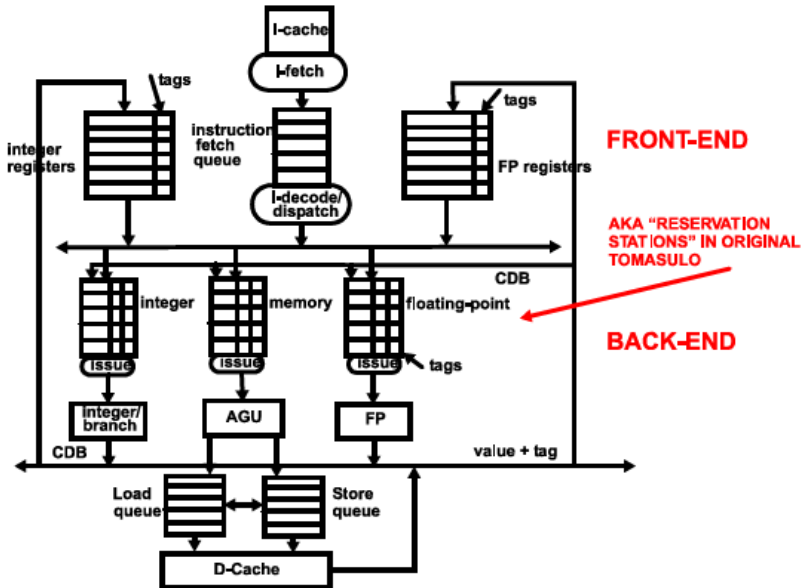 I-cache
I-fetch
tags
tags
integer
registers
instruction
fetch
queue
FP registers
FRONT-END
I-decode/
dispatch
AKA “RESERVATION
STATIONS” IN ORIGINAL
TOMASULO
CDB
integer
memory
floating-point
BACK-END
issue
issue
issue
tags
integer/
branch
AGU
FP
CDB
value + tag
Load
queue
Store
queue
D-Cache